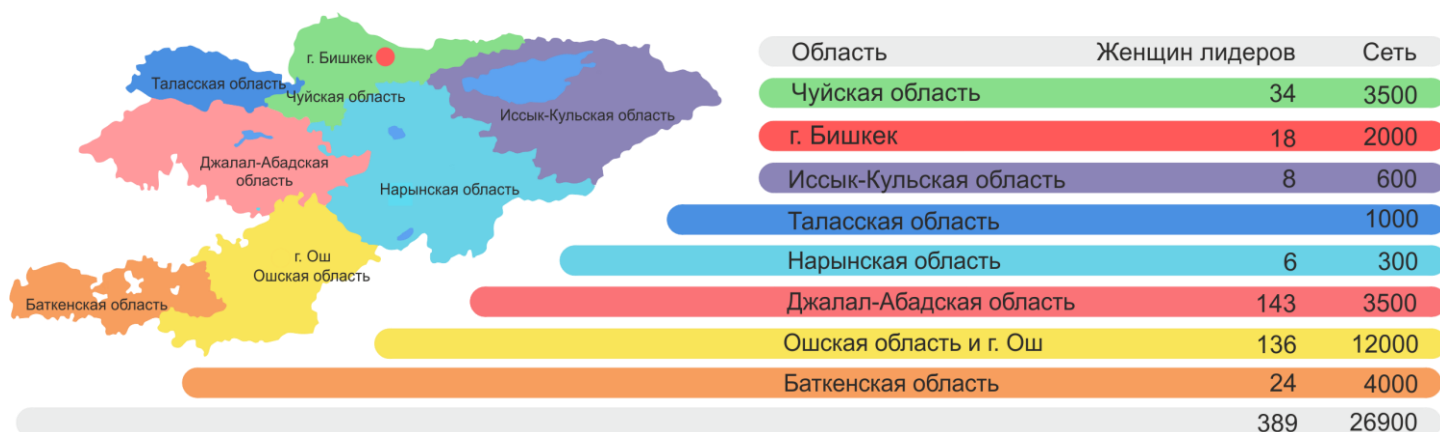 г. Бишкек
Таласская область
Чуйская область
Иссык-Кульская область
Джалал-Абадская
область
Нарынская область
г. Ош
Ошская область
Баткенская область
Область Женщин лидеров Сеть
Чуйская область 34 3500
г. Бишкек 18 2000
Иссык-Кульская область 8 600
Таласская область 1000
Нарынская область 6 300
Джалал-Абадская область 143 3500
Ошская область и г. Ош 136 12000
Баткенская область 24 4000
389 26900